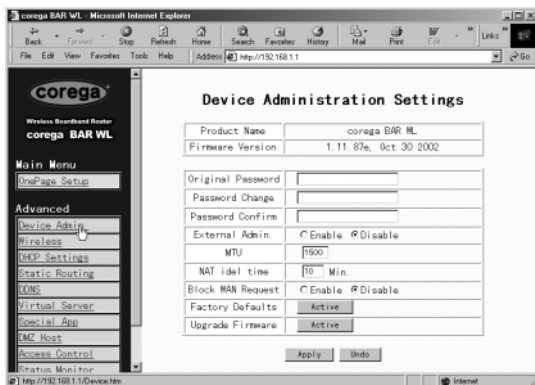 corega BAR WL - Microsoft Internet Explorer
Back Forward Stop Refresh Home Search Favorites History Mail Print Edit Links
File Edit View Favorites Tools Help Address http://192.168.1.1 Go
corega
Wireless Boardband Router
corega BAR WL
Main Menu
OnePage Setup
Advanced
Device Admin
Wireless
DHCP Settings
Static Routing
DDNS
Virtual Server
Special App
DMZ Host
Access Control
Status Monitor
Device Administration Settings
Product Name corega BAR WL
Firmware Version 1.11.87e, Oct 30 2002
Original Password
Password Change
Password Confirm
External Admin. Enable Disable
MTU 1500
NAT idel time 10 Min.
Block WAN Request Enable Disable
Factory Defaults Active
Upgrade Firmware Active
Apply Undo
http://192.168.1.1/Device.htm Internet